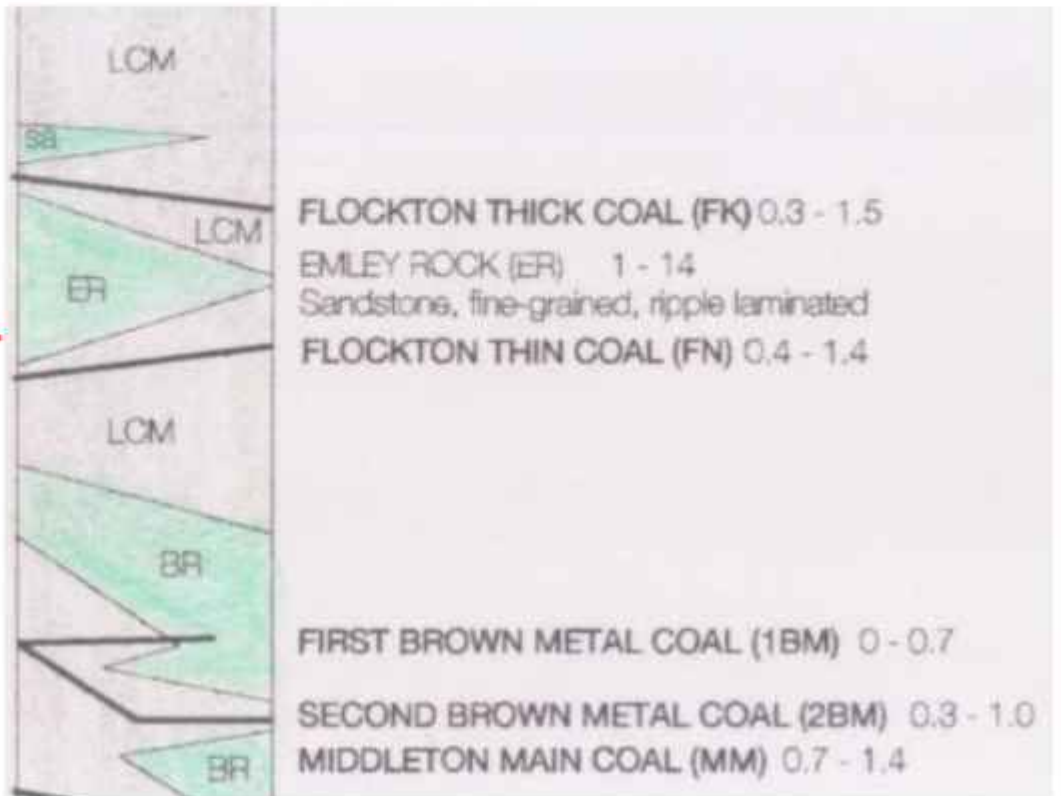 LCM
sa
FLOCKTON THICK COAL (FK) 0.3 - 1.5
LCM
EMLEY ROCK (ER) 1 - 14
ER
Sandstone, fine-grained, ripple laminated
FLOCKTON THIN COAL (FN) 0.4 - 1.4
LCM
BR
FIRST BROWN METAL COAL (1BM) 0 - 0.7
SECOND BROWN METAL COAL (2BM) 0.3 - 1.0
MIDDLETON MAIN COAL (MM) 0.7 - 1.4
BR